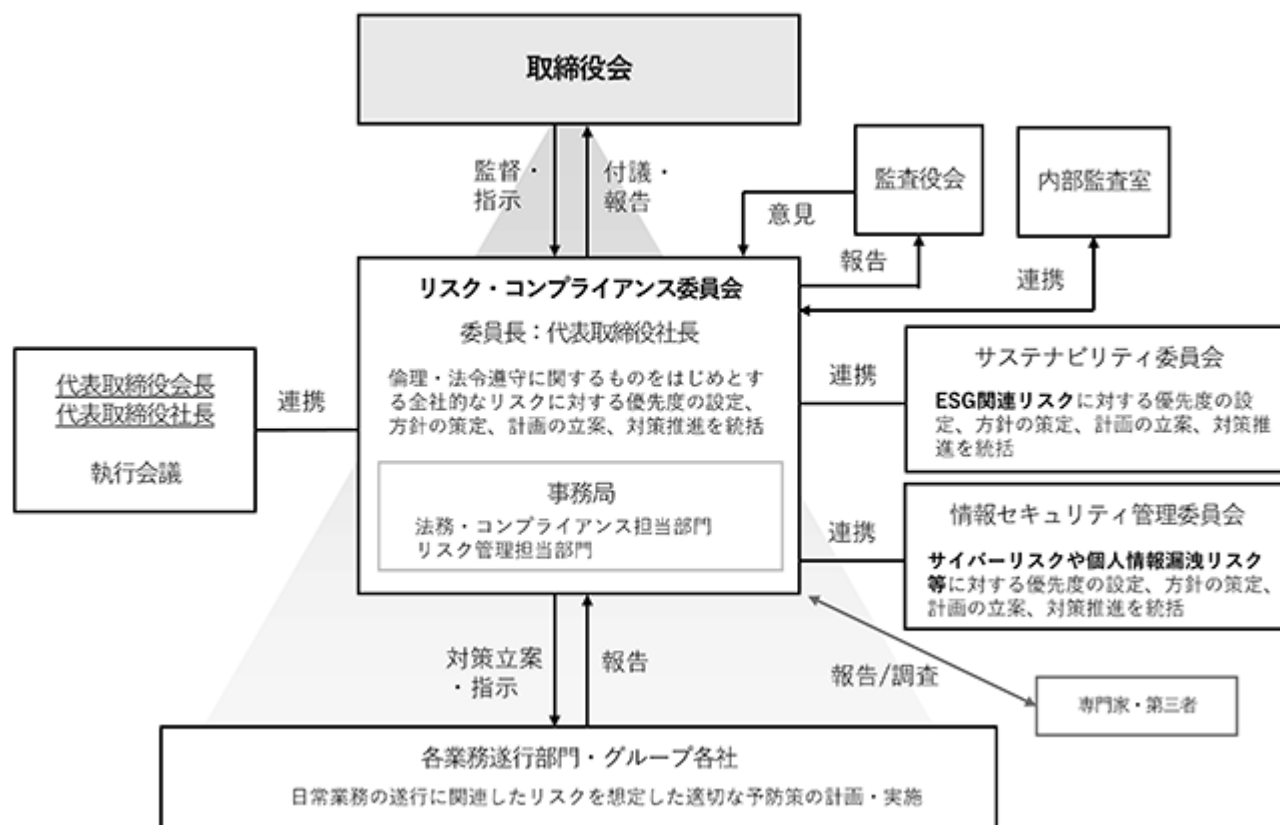 取締役会
監督・
指示
付議・
報告
監査役会
内部監査室
意見
報告
連携
リスク・コンプライアンス委員会
委員長：代表取締役社長
倫理・法令遵守に関するものをはじめとす
る全社的なリスクに対する優先度の設定、
方針の策定、計画の立案、対策推進を統括
事務局
法務・コンプライアンス担当部門
リスク管理担当部門
代表取締役会長
代表取締役社長
執行会議
連携
連携
サステナビリティ委員会
ESG関連リスクに対する優先度の設
定、方針の策定、計画の立案、対策推
進を統括
連携
情報セキュリティ管理委員会
サイバーリスクや個人情報漏洩リスク
等に対する優先度の設定、方針の策定、
計画の立案、対策推進を統括
対策立案
・指示
報告
報告/調査
専門家・第三者
各業務遂行部門・グループ各社
日常業務の遂行に関連したリスクを想定した適切な予防策の計画・実施